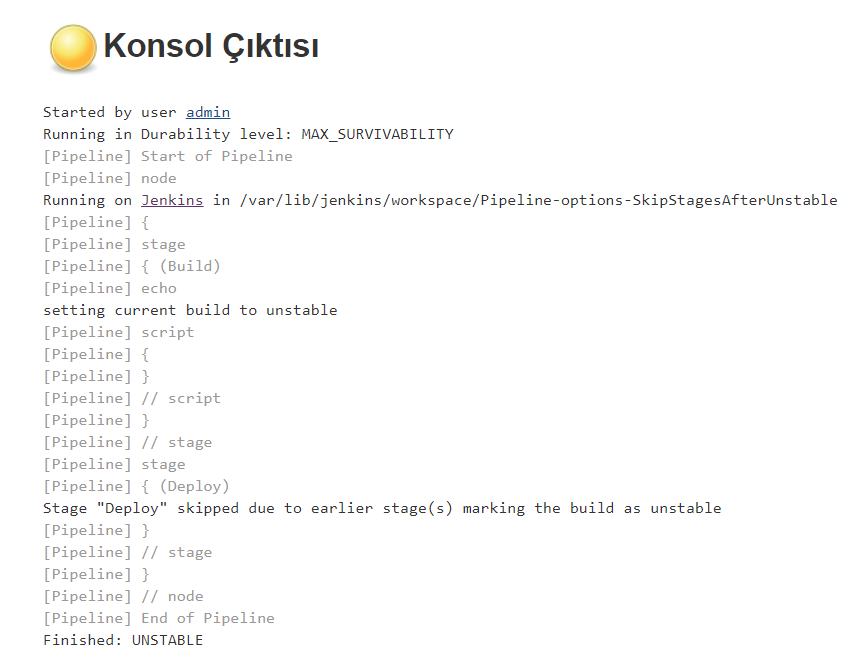 Konsol Çıktısı
Started by user admin
Running in Durability level: MAX_SURVIVABILITY
[Pipeline] Start of Pipeline
[Pipeline] node
Running on Jenkins in /var/lib/jenkins/workspace/Pipeline-options-SkipStagesAfterUnstable
[Pipeline] {
[Pipeline] stage
[Pipeline] { (Build)
[Pipeline] echo
setting current build to unstable
[Pipeline] script
[Pipeline] {
[Pipeline] }
[Pipeline] // script
[Pipeline] }
[Pipeline] // stage
[Pipeline] stage
[Pipeline] { (Deploy)
Stage "Deploy" skipped due to earlier stage(s) marking the build as unstable
[Pipeline] }
[Pipeline] // stage
[Pipeline] }
[Pipeline] // node
[Pipeline] End of Pipeline
Finished: UNSTABLE